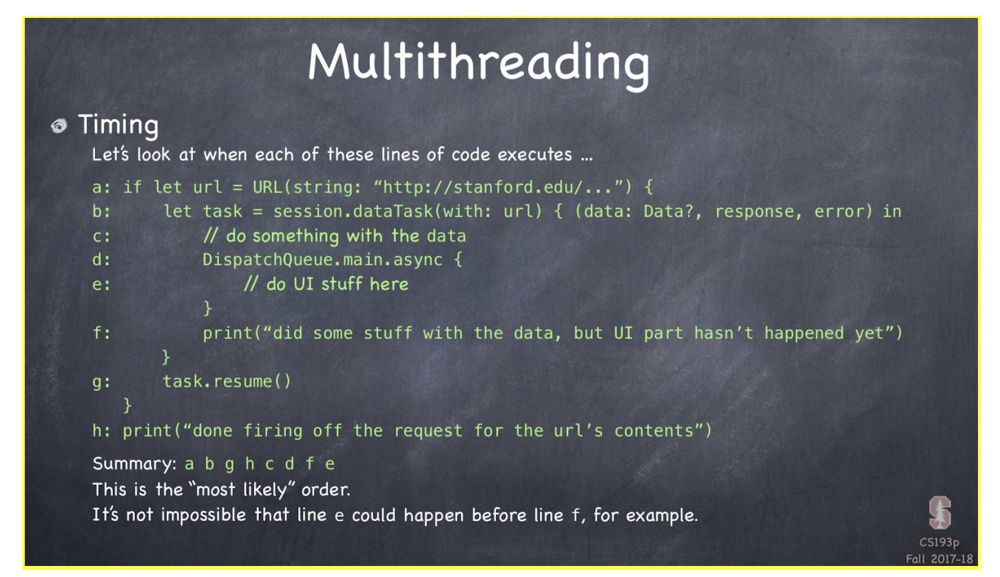 Multithreading
Timing
Let's look at when each of these lines of code executes ...
a: if let url = URL(string: “http://stanford.edu/...”) {
b:     let task = session.dataTask(with: url) { (data: Data?, response, error) in
c:         // do something with the data
d:         DispatchQueue.main.async {
e:             // do UI stuff here
           }
f:         print(“did some stuff with the data, but UI part hasn’t happened yet”)
       }
g:     task.resume()
   }
h: print(“done firing off the request for the url’s contents”)
Summary: a b g h c d f e
This is the “most likely” order.
It's not impossible that line e could happen before line f, for example.
S
CS193p
Fall 2017-18